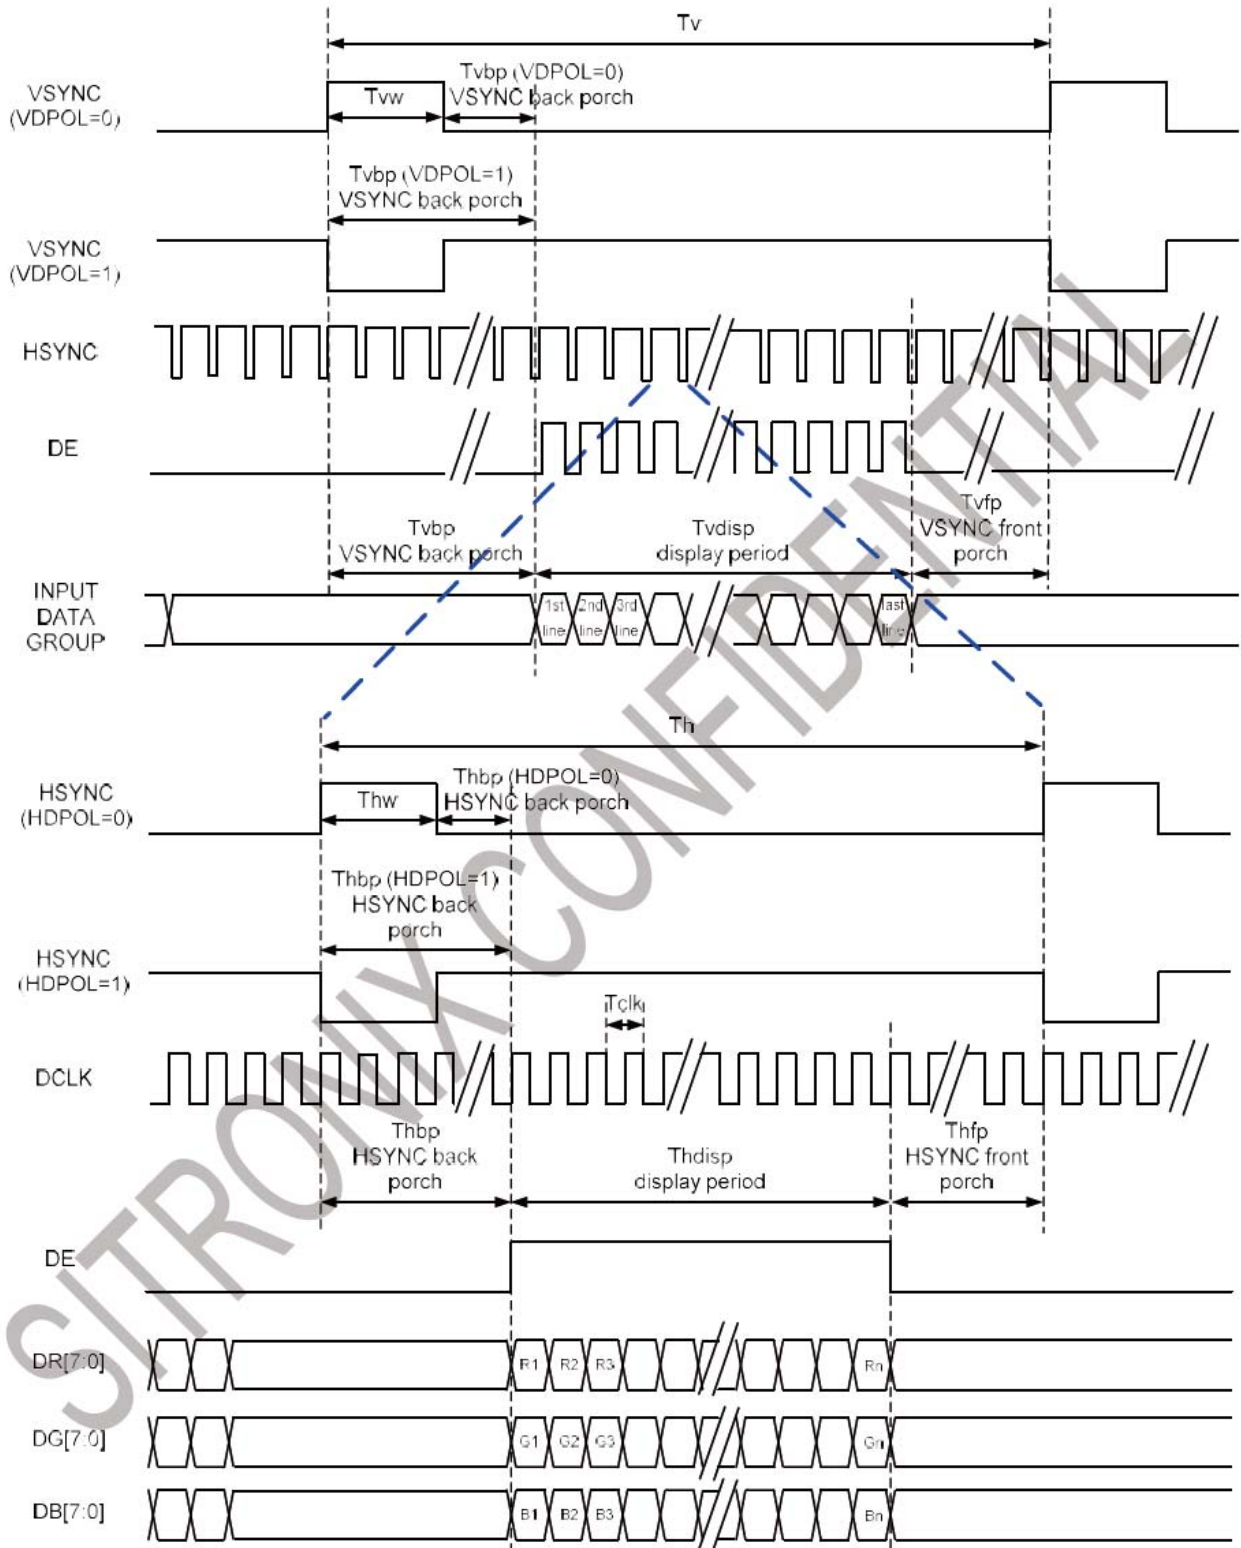 Tv
VSYNC
(VDPOL=0)
Tvw
Tvbp (VDPOL=0)
VSYNC back porch
Tvbp (VDPOL=1)
VSYNC back porch
VSYNC
(VDPOL=1)
HSYNC
DE
Tvbp
VSYNC back porch
Tvdisp
display period
Tvfp
VSYNC front
porch
INPUT
DATA
GROUP
1st
line
2nd
line
3rd
line
last
line
Th
HSYNC
(HDPOL=0)
Thw
Thbp (HDPOL=0)
HSYNC back porch
Thbp (HDPOL=1)
HSYNC back
porch
HSYNC
(HDPOL=1)
Tclk
DCLK
Thbp
HSYNC back
porch
Thdisp
display period
Thfp
HSYNC front
porch
DE
DR[7:0]
R1
R2
R3
Rn
DG[7:0]
G1
G2
G3
Gn
DB[7:0]
B1
B2
B3
Bn
SITRONIX CONFIDENTIAL